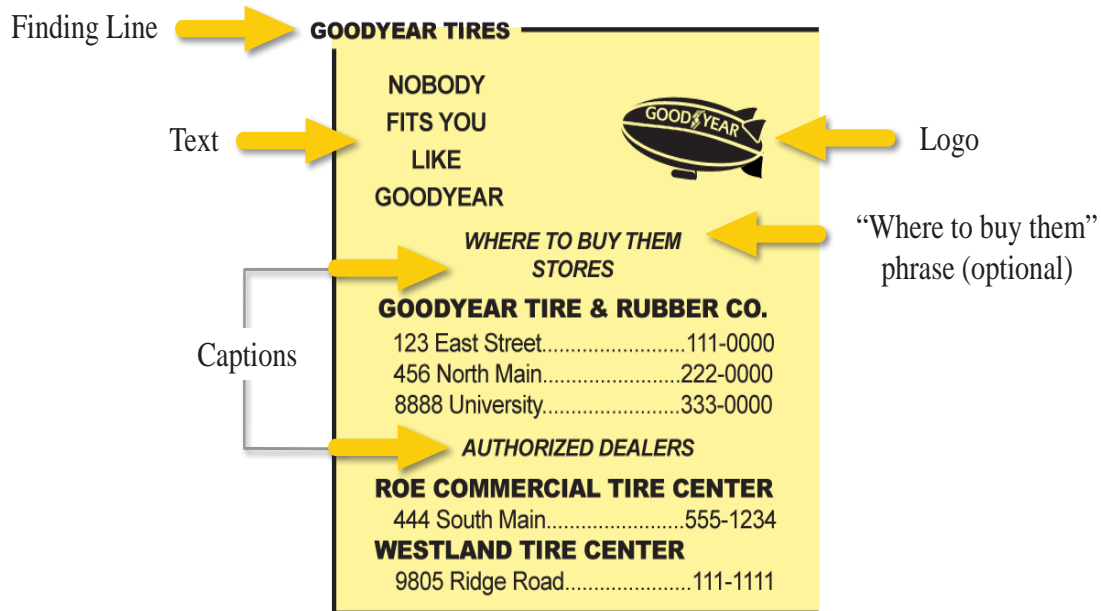 Finding Line
GOODYEAR TIRES
NOBODY
FITS YOU
LIKE
GOODYEAR
Text
GOODYEAR
Logo
WHERE TO BUY THEM
STORES
“Where to buy them”
phrase (optional)
Captions
GOODYEAR TIRE & RUBBER CO.
123 East Street..........................111-0000
456 North Main........................222-0000
8888 University........................333-0000
AUTHORIZED DEALERS
ROE COMMERCIAL TIRE CENTER
444 South Main........................555-1234
WESTLAND TIRE CENTER
9805 Ridge Road......................111-1111